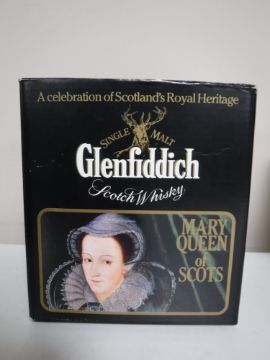 A celebration of Scotland's Royal Heritage
SINGLE MALT
Glenfiddich
Scotch Whisky
MARY
QUEEN
of
SCOTS